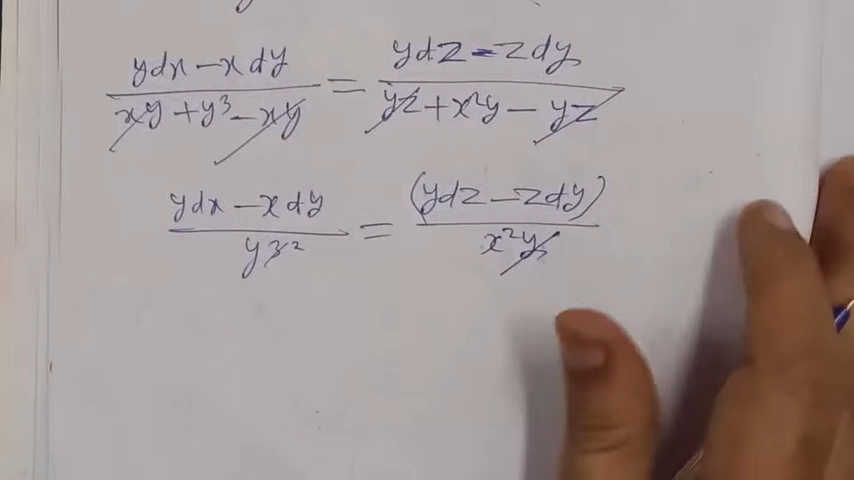 ydx - xdy / xy + y³ - xy = ydz - zdy / yz + x²y - yz
ydx - xdy / y3² = (ydz - zdy) / x²y